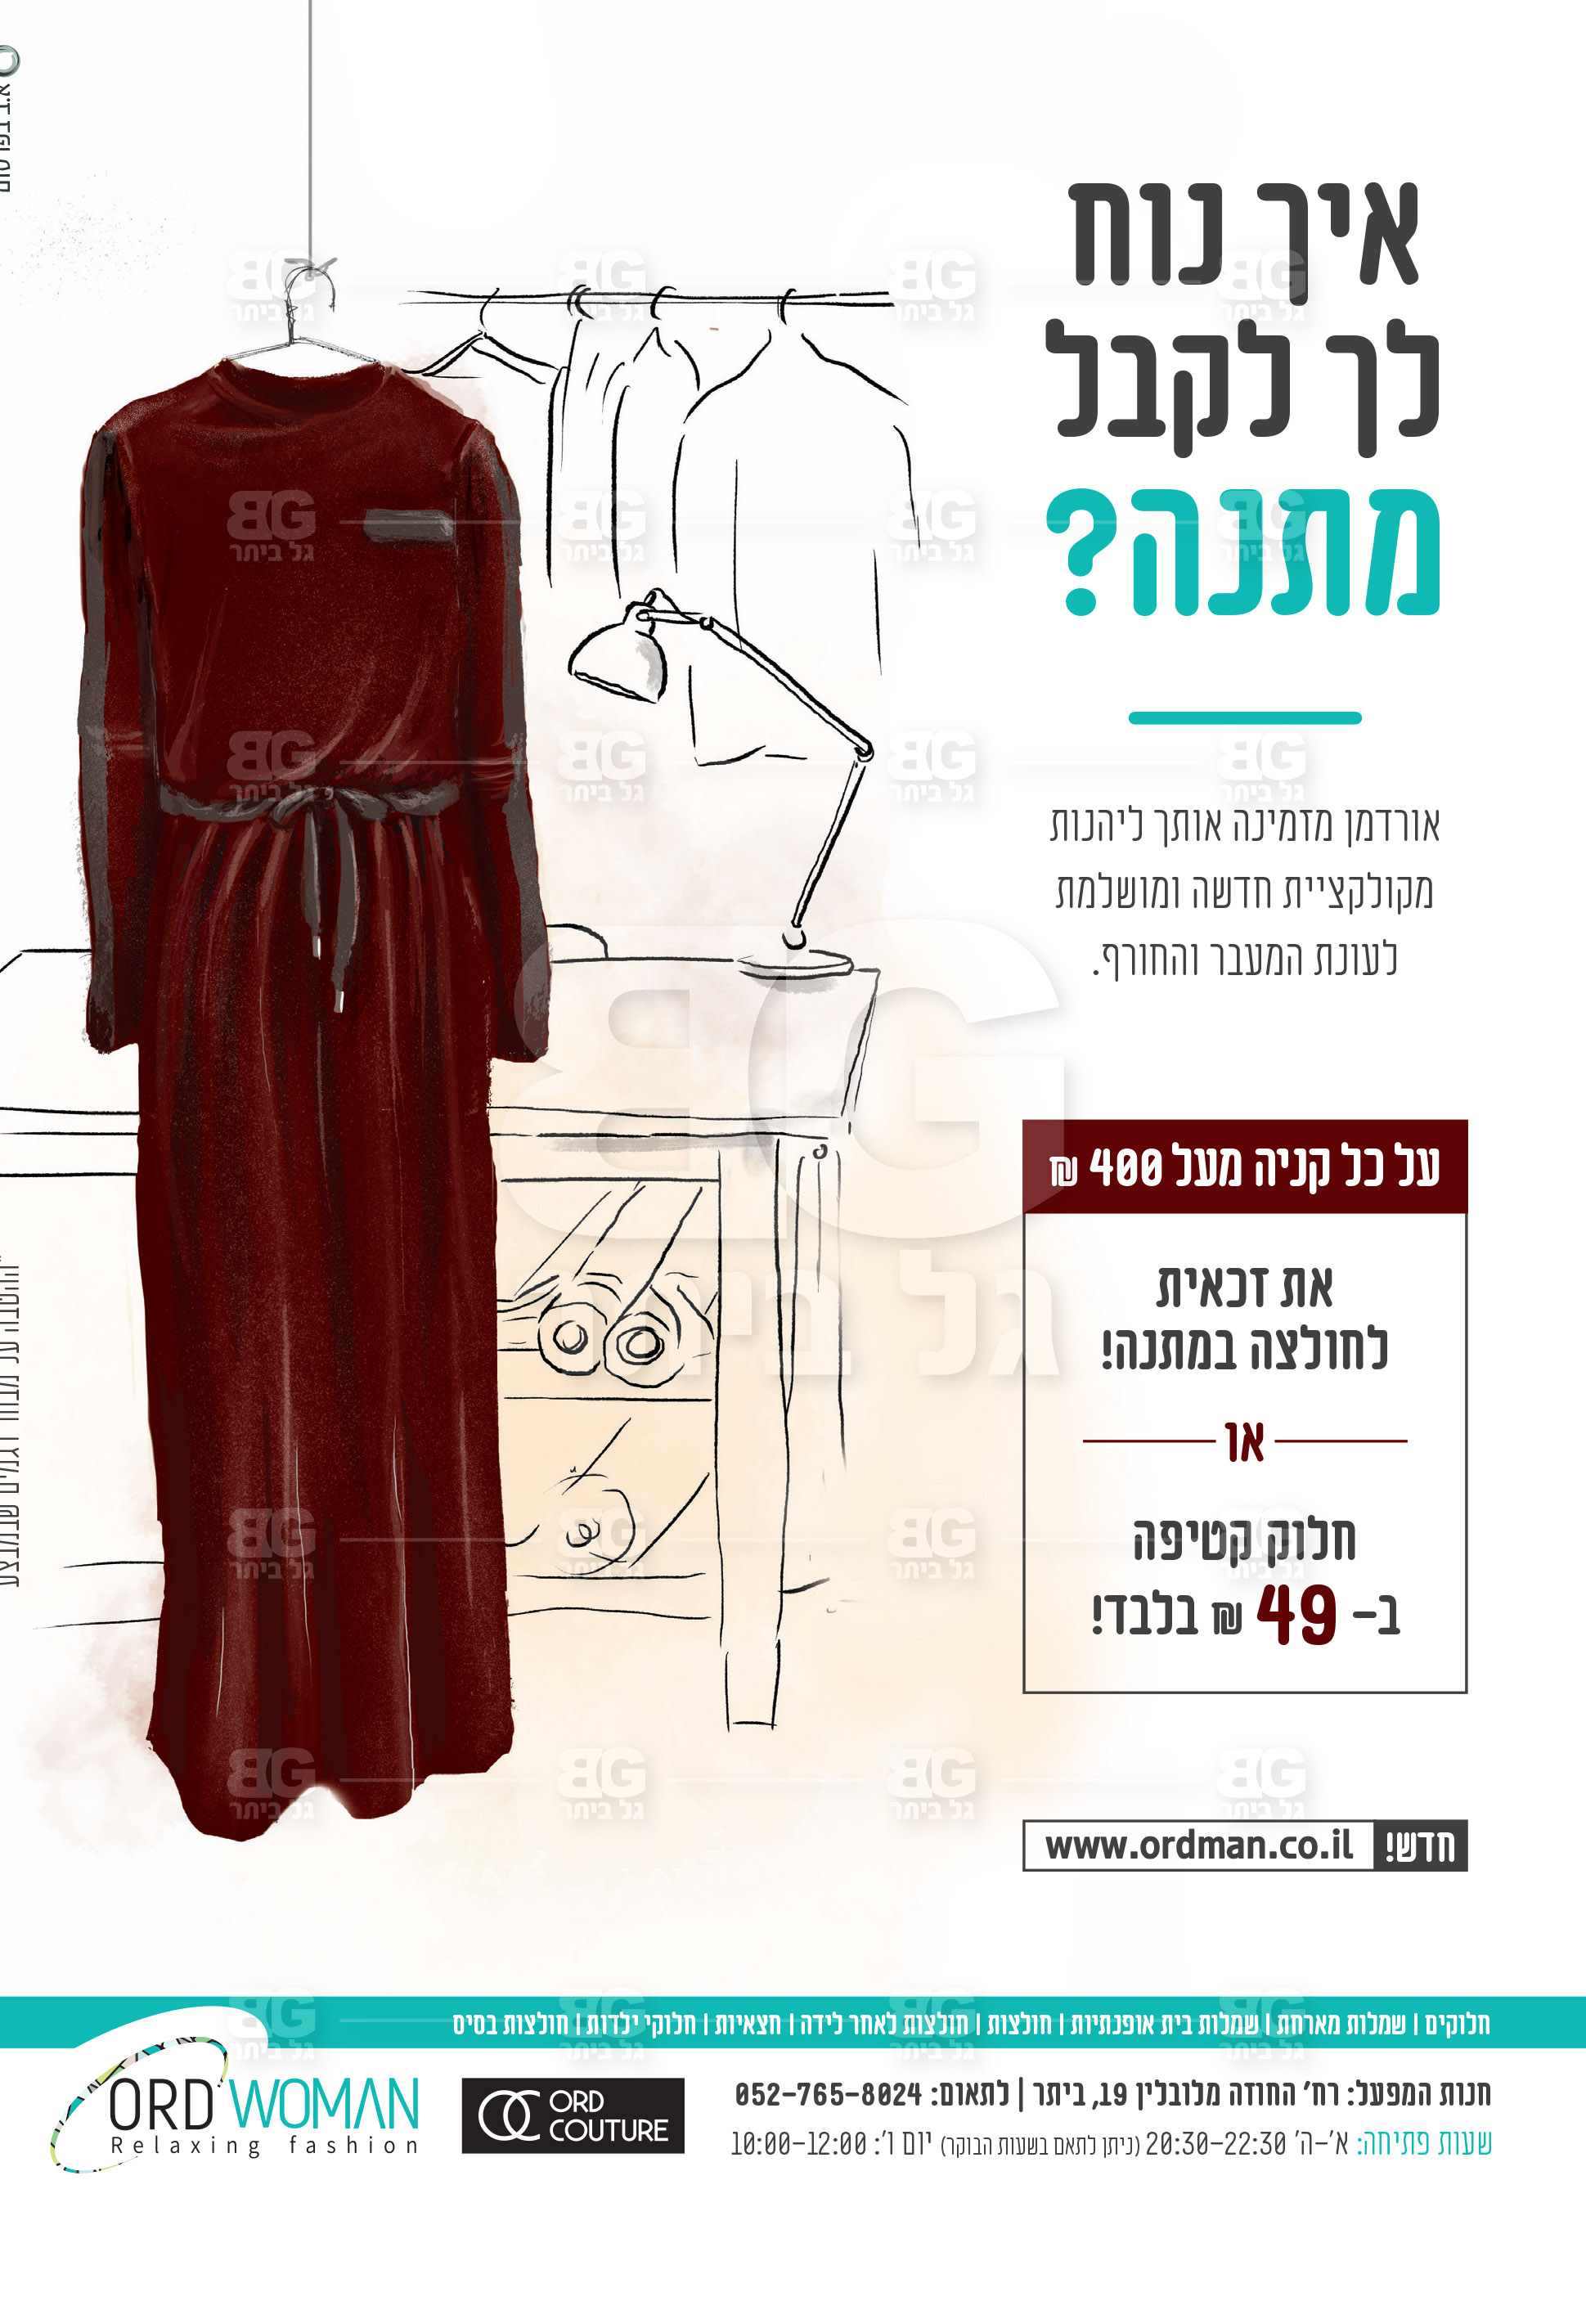 איך נוח
לך לקבל
מתנה?
אורדמן מזמינה אותך ליהנות
מקולקציית חדשה ומושלמת
לעונת המעבר והחורף.
על כל קניה מעל 400 ₪
את זכאית
לחולצה במתנה!
או
חלוק קטיפה
ב- 49 ₪ בלבד!
חדש! www.ordman.co.il
חלוקים | שמלות מארחת | שמלות בית אופנתיות | חולצות | חולצות לאחר לידה | חצאיות | חלוקי ילדות | חולצות בסיס
חנות המפעל: רח' החוזה מלובלין 19, ביתר | לתאום: 052-765-8024
שעות פתיחה: א'-ה' 20:30-22:30 (ניתן לתאם בשעות הבוקר) יום ו': 10:00-12:00
ORD COUTURE
ORD WOMAN
Relaxing fashion
BG
גל ביתר